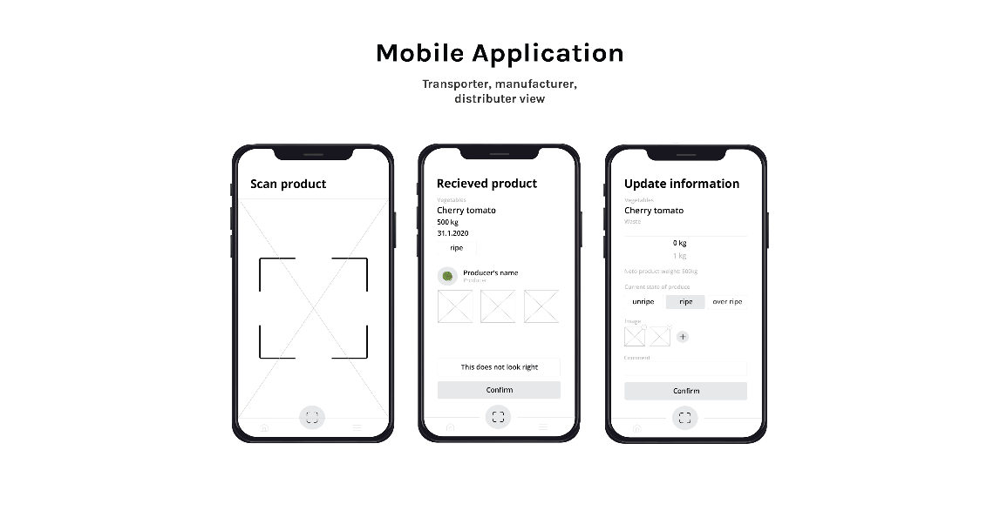 Mobile Application
Transporter, manufacturer,
distributer view
Scan product
Recieved product
Vegetables
Cherry tomato
500 kg
31.1.2020
ripe
Producer's name
Producer
This does not look right
Confirm
Update information
Vegetables
Cherry tomato
Waste
0 kg
1 kg
Neto product weight: 500kg
Current state of produce
unripe ripe over ripe
Image
Comment
Confirm